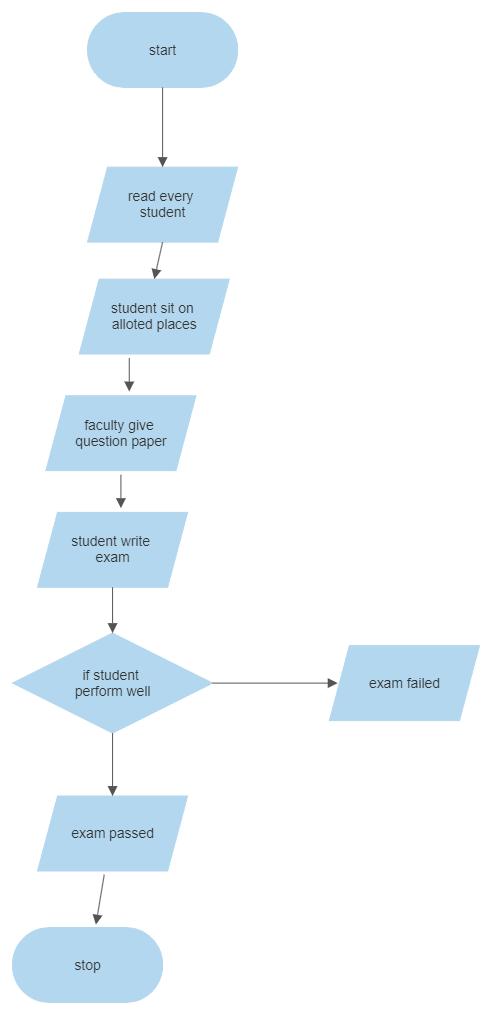 start
read every
student
student sit on
alloted places
faculty give
question paper
student write
exam
if student
perform well
exam failed
exam passed
stop